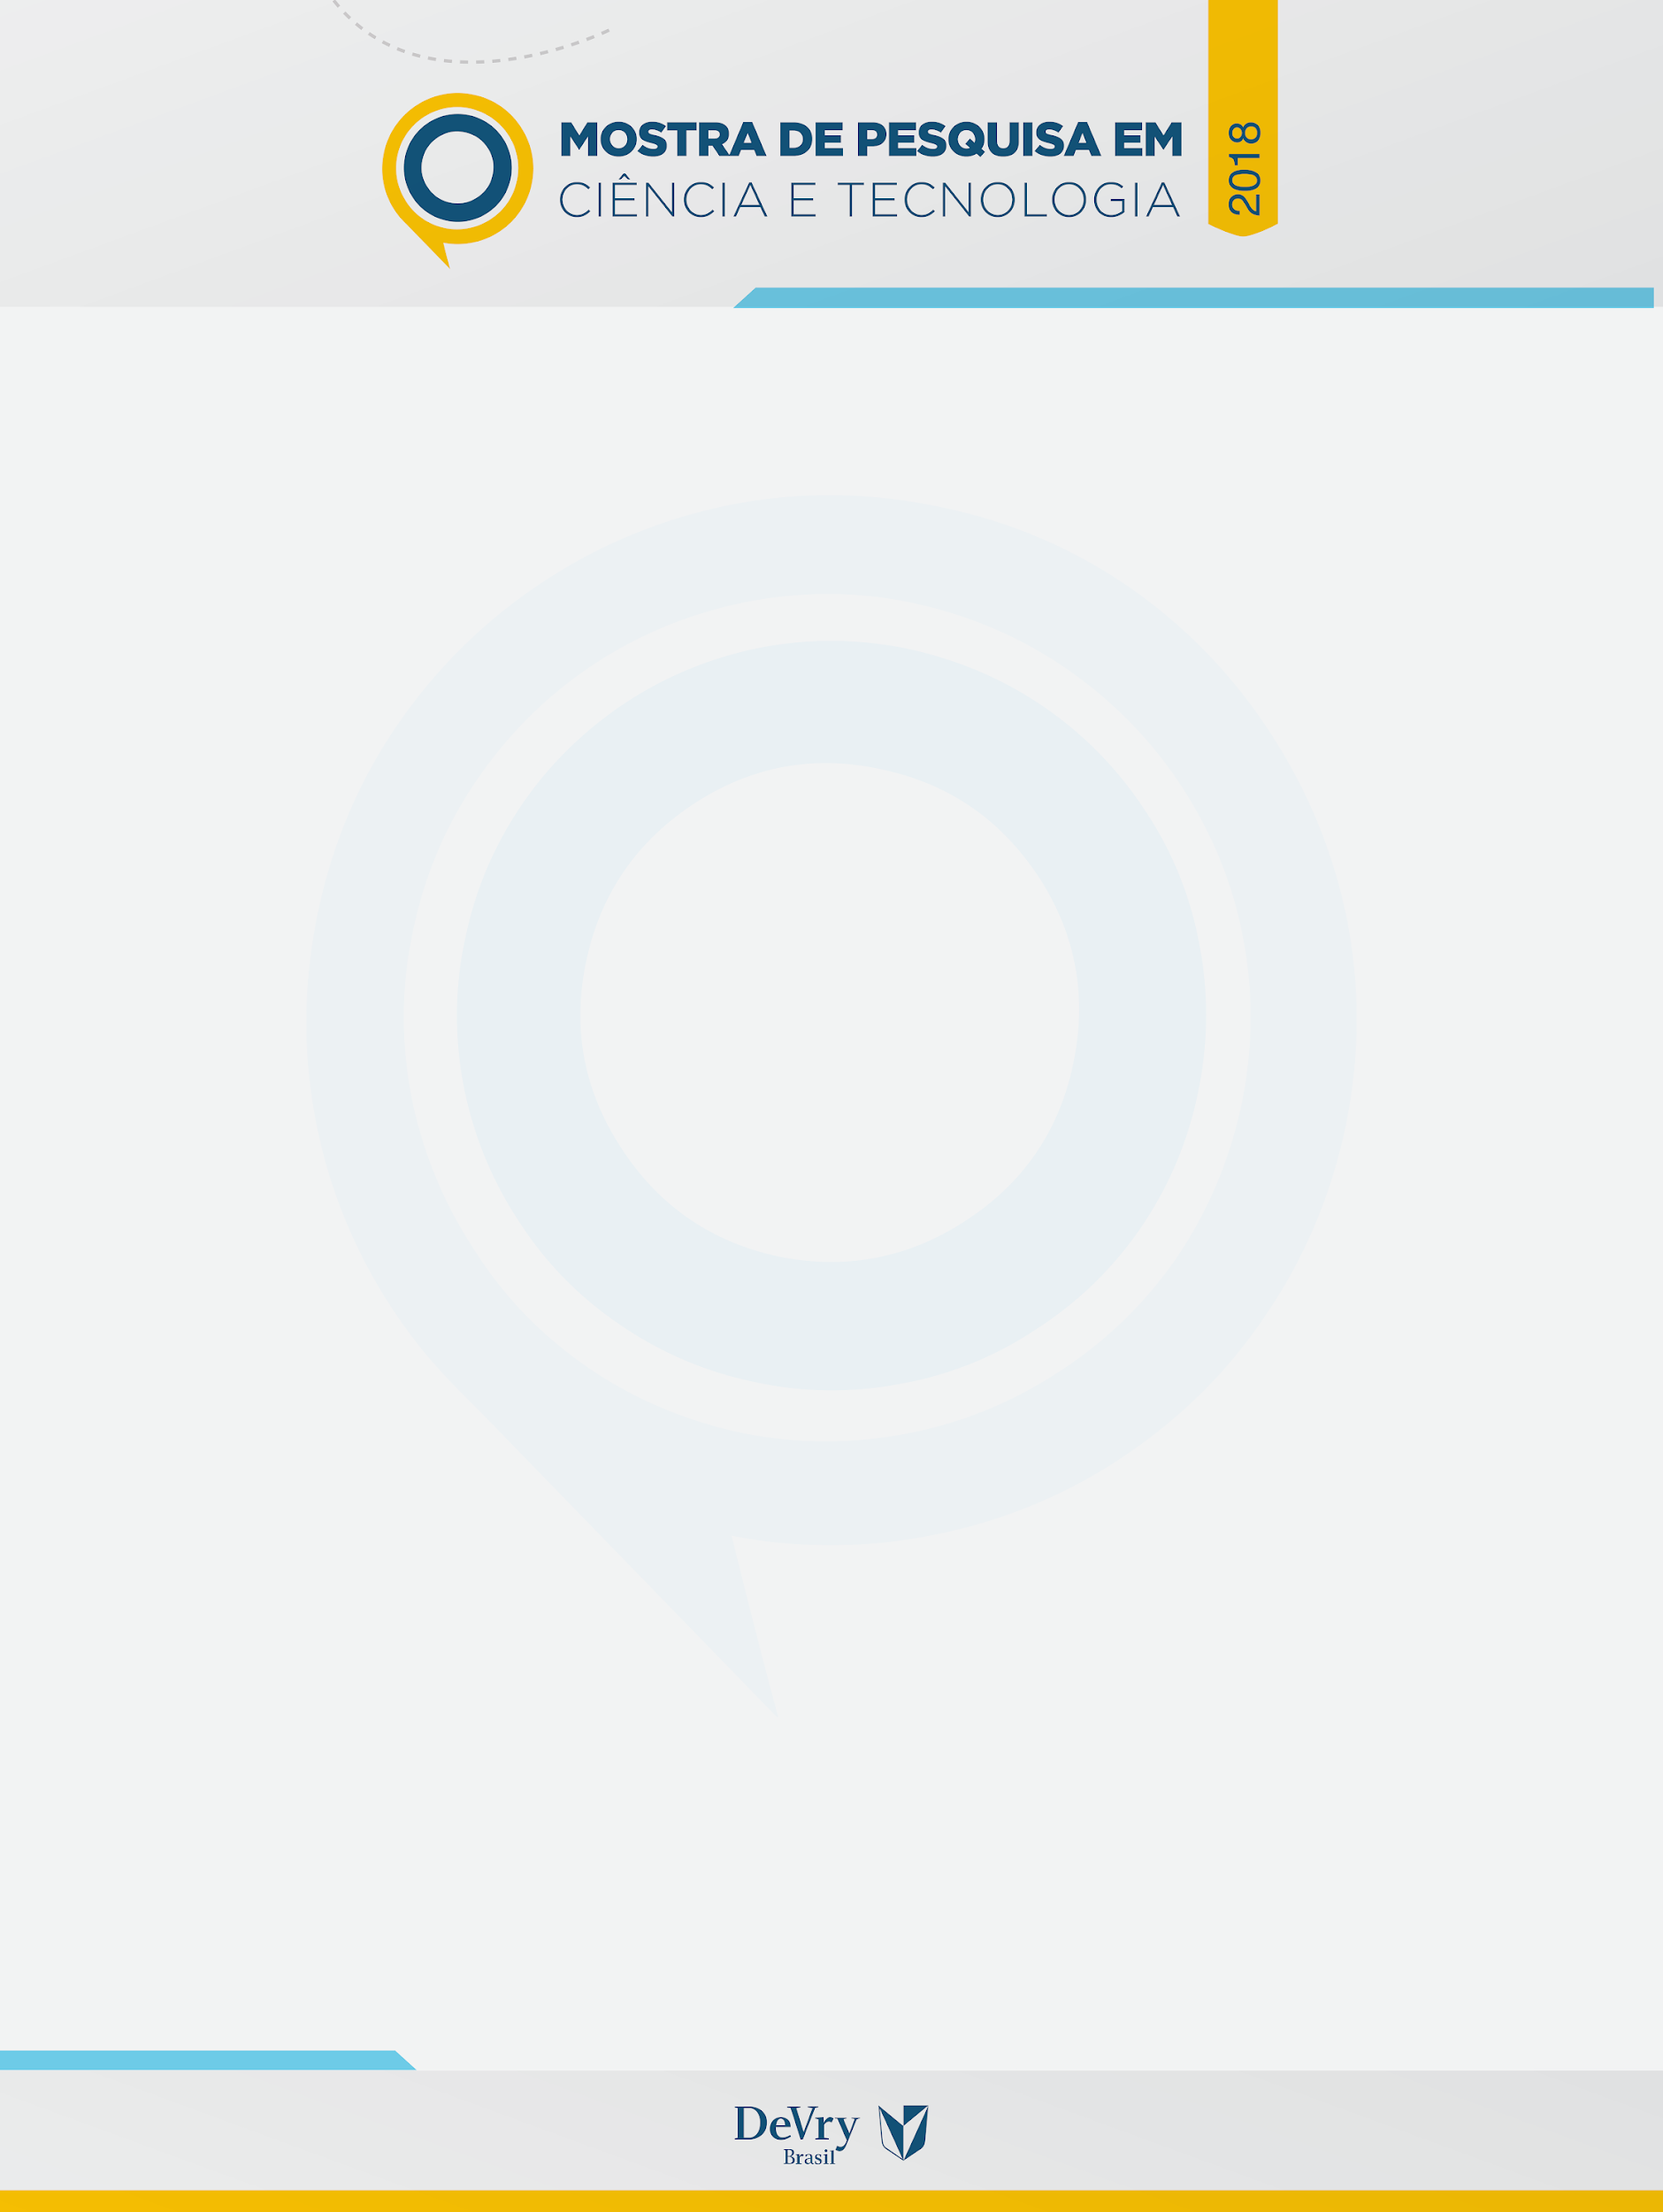 MOSTRA DE PESQUISA EM
CIÊNCIA E TECNOLOGIA
2018
DeVry
Brasil